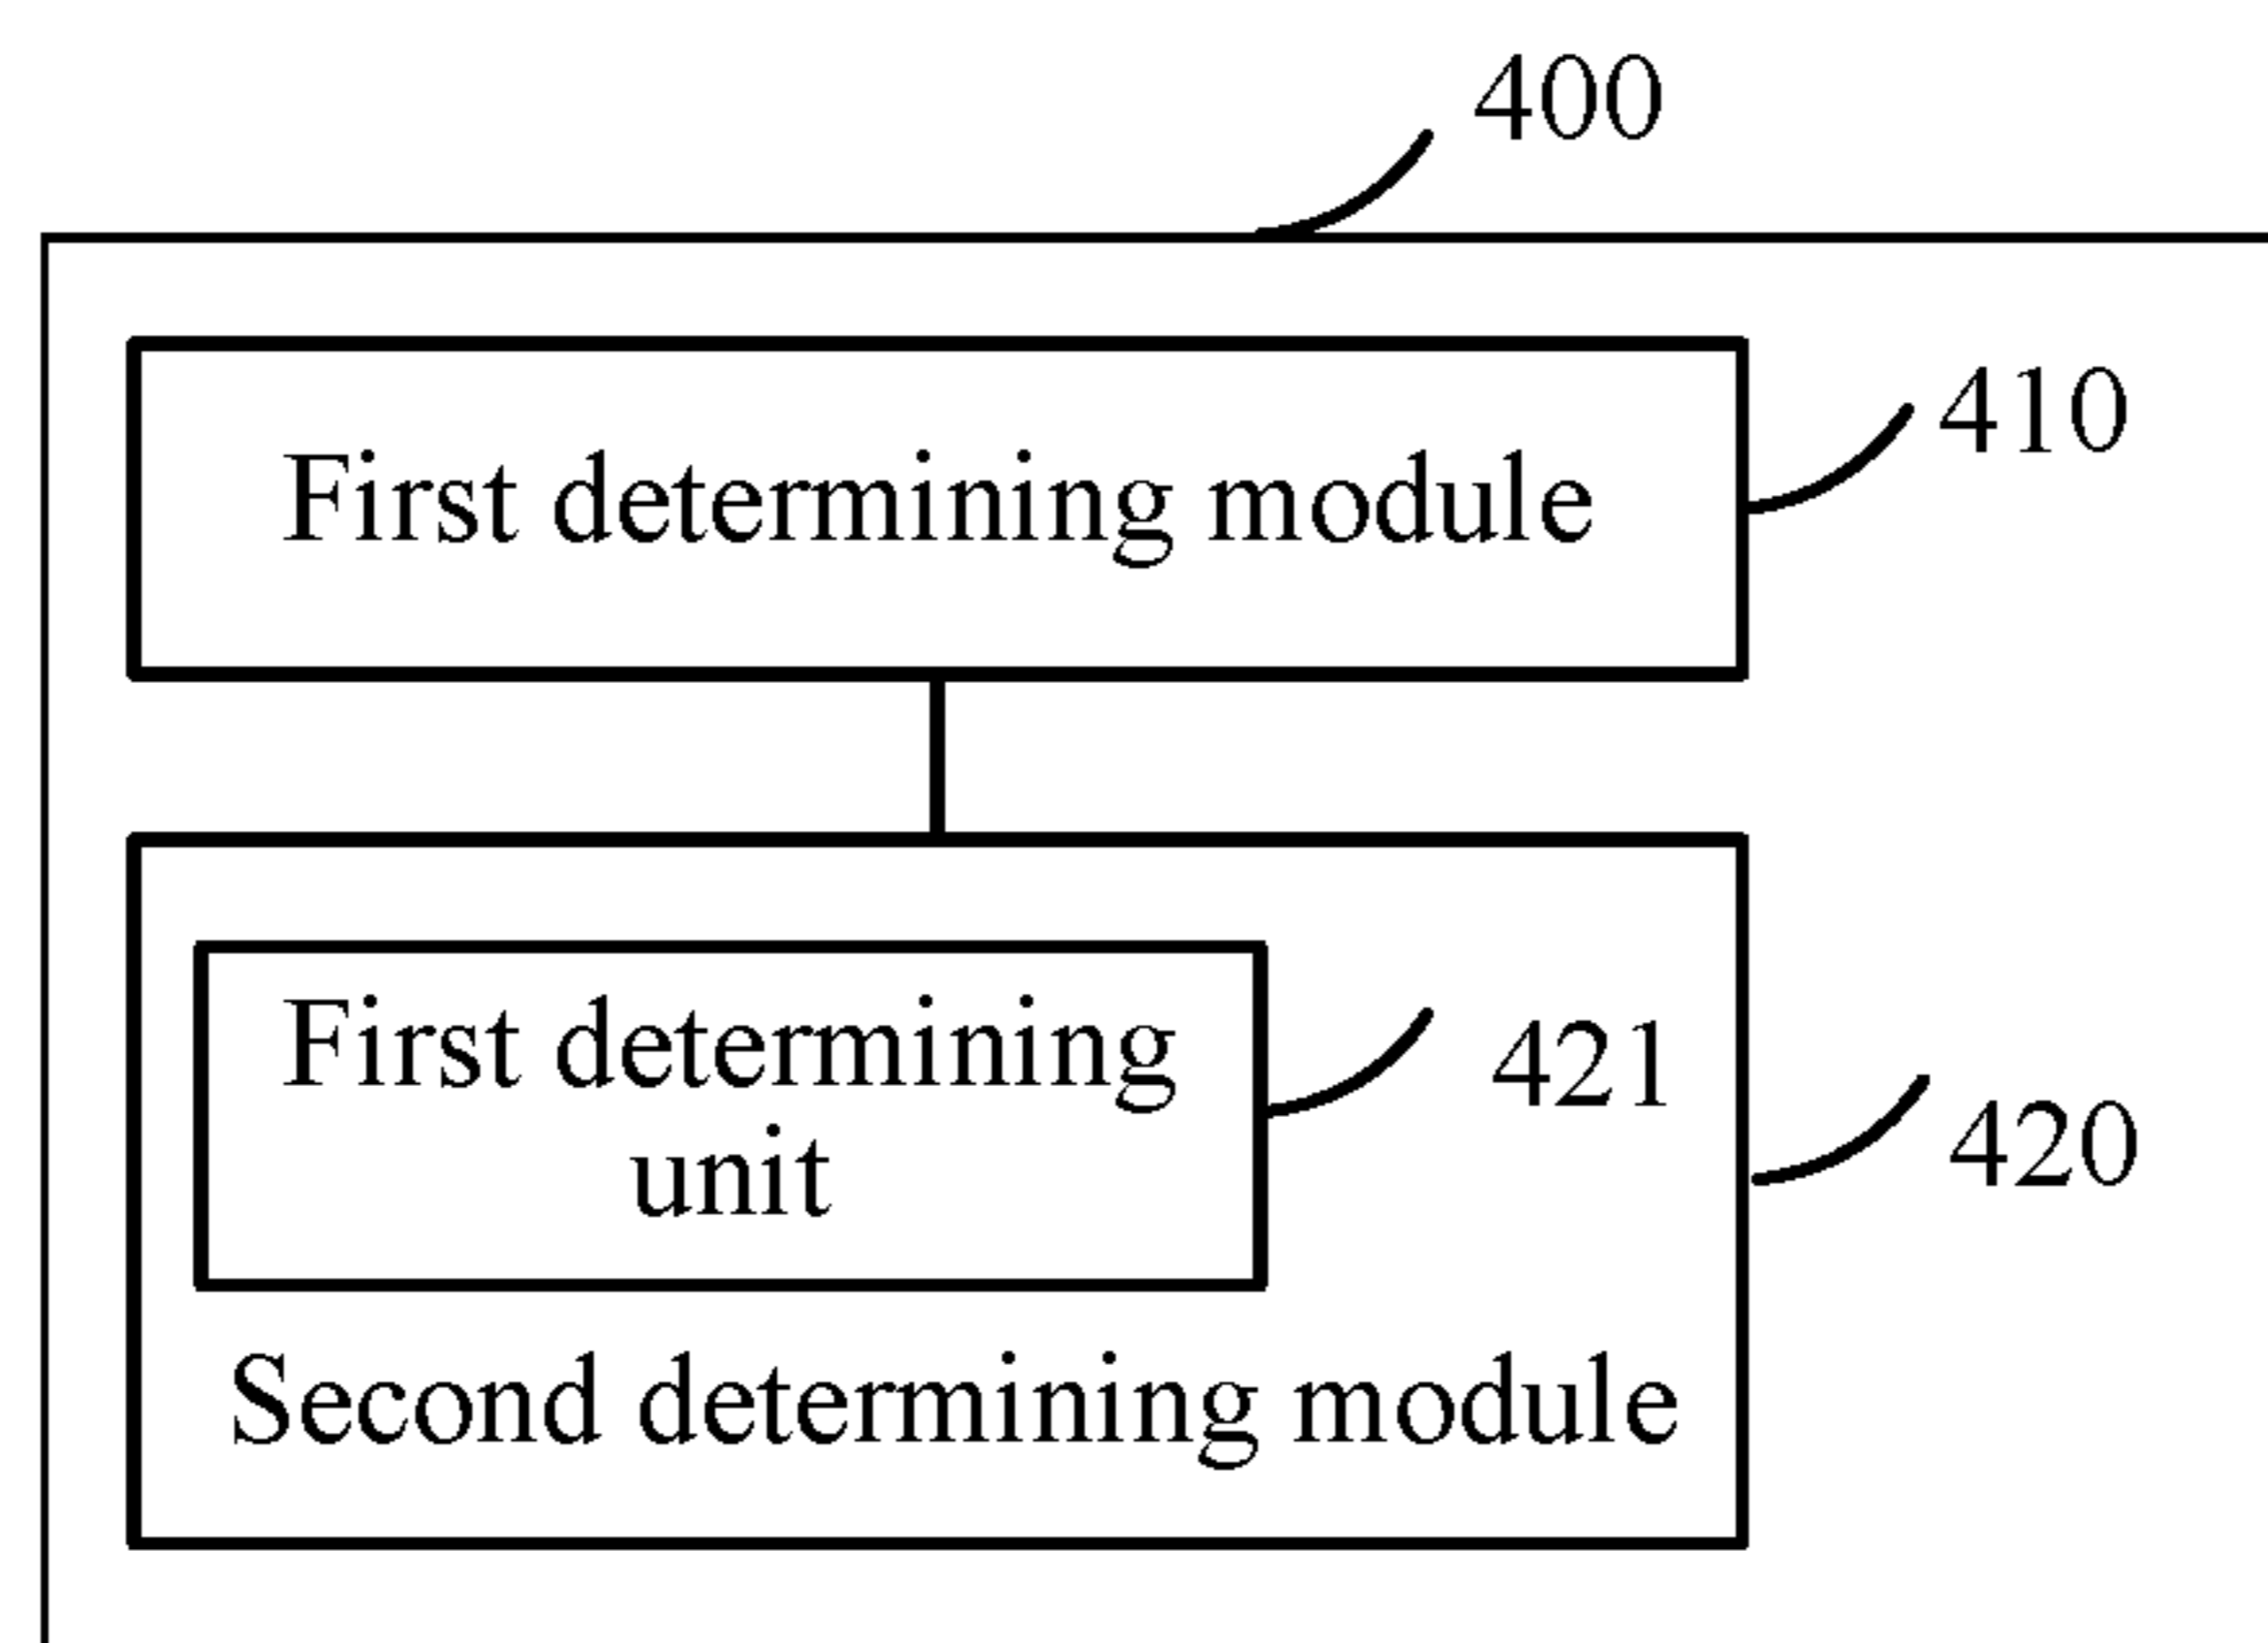 400
First determining module
410
First determining
unit
421
420
Second determining module